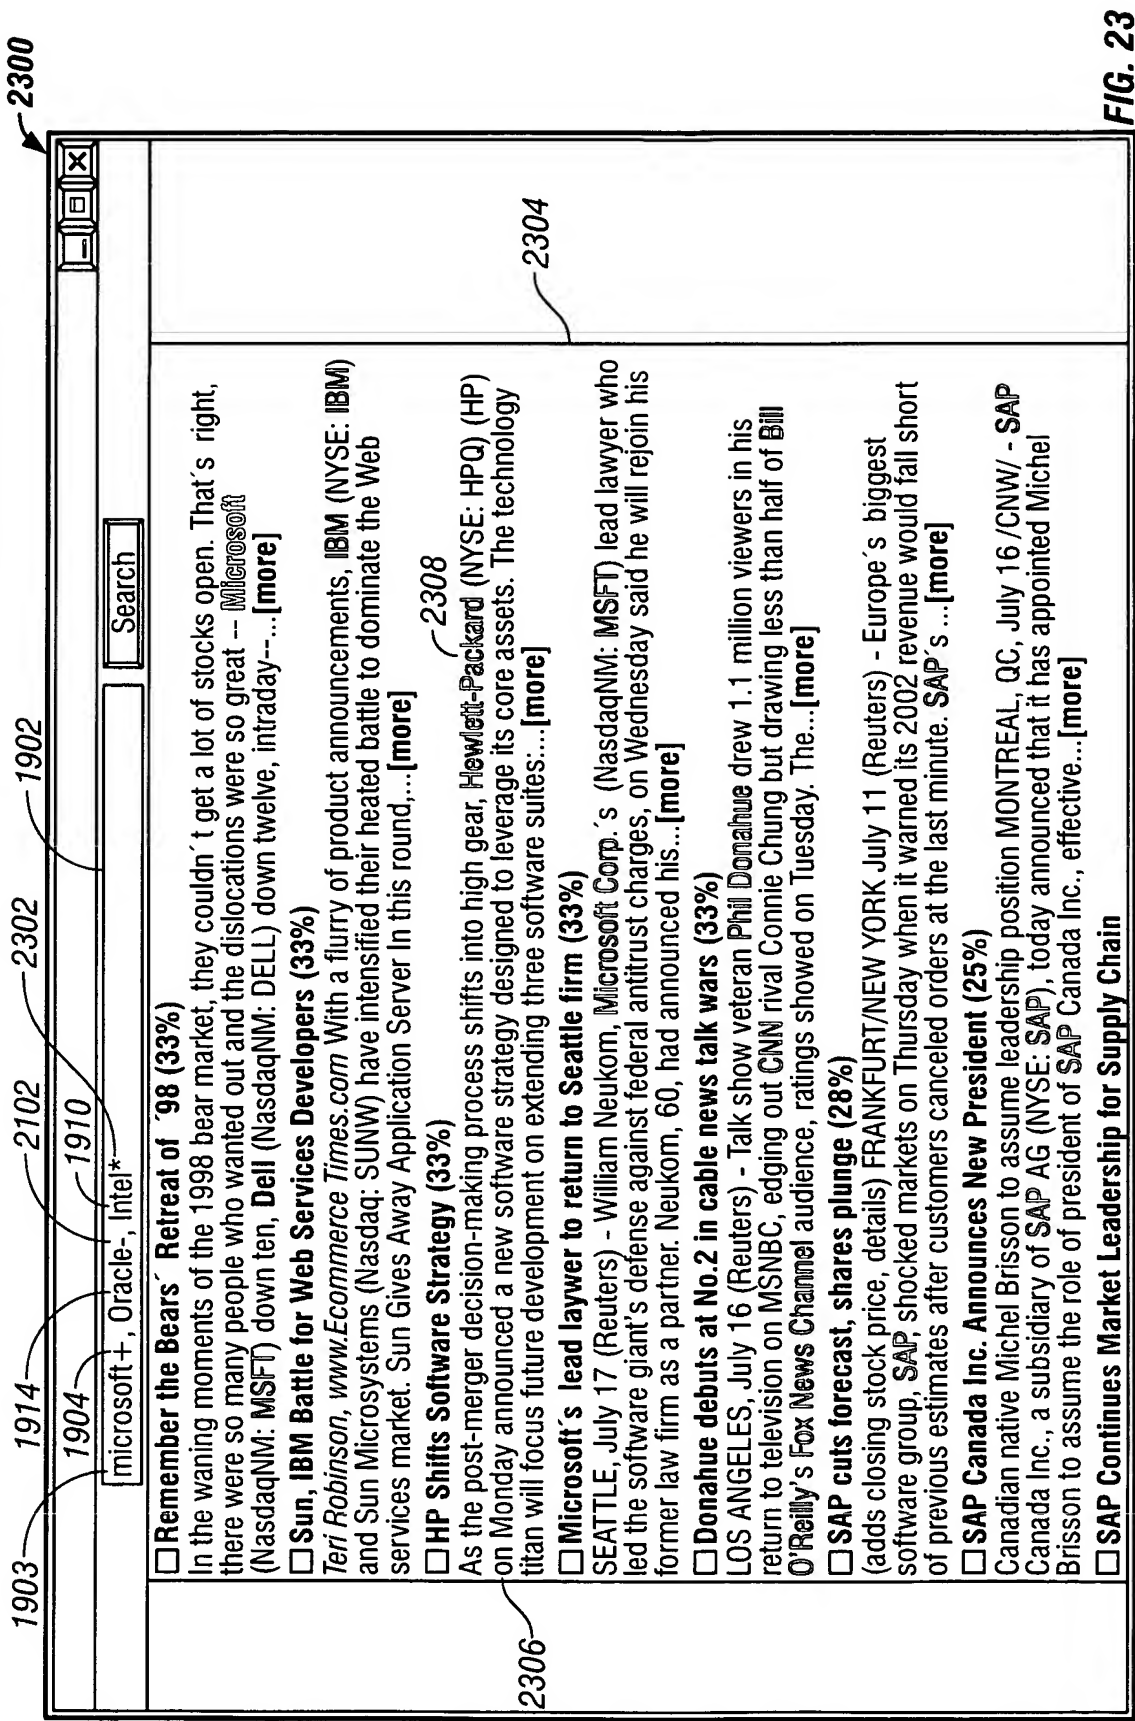 2300
1903
1904
1914
1910
2102
2302
1902
microsoft+, Oracle-, Intel*
Search
☐ Remember the Bears´ Retreat of ´98 (33%)
In the waning moments of the 1998 bear market, they couldn´t get a lot of stocks open. That´s right,
there were so many people who wanted out and the dislocations were so great -- Microsoft
(NasdaqNM: MSFT) down ten, Dell (NasdaqNM: DELL) down twelve, intraday--...[more]
☐ Sun, IBM Battle for Web Services Developers (33%)
Teri Robinson, www.Ecommerce Times.com With a flurry of product announcements, IBM (NYSE: IBM)
and Sun Microsystems (Nasdaq: SUNW) have intensified their heated battle to dominate the Web
services market. Sun Gives Away Application Server In this round,...[more]
2308
☐ HP Shifts Software Strategy (33%)
As the post-merger decision-making process shifts into high gear, Hewlett-Packard (NYSE: HPQ) (HP)
on Monday announced a new software strategy designed to leverage its core assets. The technology
titan will focus future development on extending three software suites:...[more]
2306
2304
☐ Microsoft´s lead laywer to return to Seattle firm (33%)
SEATTLE, July 17 (Reuters) - William Neukom, Microsoft Corp.´s (NasdaqNM: MSFT) lead lawyer who
led the software giant's defense against federal antitrust charges, on Wednesday said he will rejoin his
former law firm as a partner. Neukom, 60, had announced his...[more]
☐ Donahue debuts at No.2 in cable news talk wars (33%)
LOS ANGELES, July 16 (Reuters) - Talk show veteran Phil Donahue drew 1.1 million viewers in his
return to television on MSNBC, edging out CNN rival Connie Chung but drawing less than half of Bill
O'Reilly's Fox News Channel audience, ratings showed on Tuesday. The...[more]
☐ SAP cuts forecast, shares plunge (28%)
(adds closing stock price, details) FRANKFURT/NEW YORK July 11 (Reuters) - Europe´s biggest
software group, SAP, shocked markets on Thursday when it warned its 2002 revenue would fall short
of previous estimates after customers canceled orders at the last minute. SAP´s ...[more]
☐ SAP Canada Inc. Announces New President (25%)
Canadian native Michel Brisson to assume leadership position MONTREAL, QC, July 16 /CNW/ - SAP
Canada Inc., a subsidiary of SAP AG (NYSE: SAP), today announced that it has appointed Michel
Brisson to assume the role of president of SAP Canada Inc., effective...[more]
☐ SAP Continues Market Leadership for Supply Chain
FIG. 23